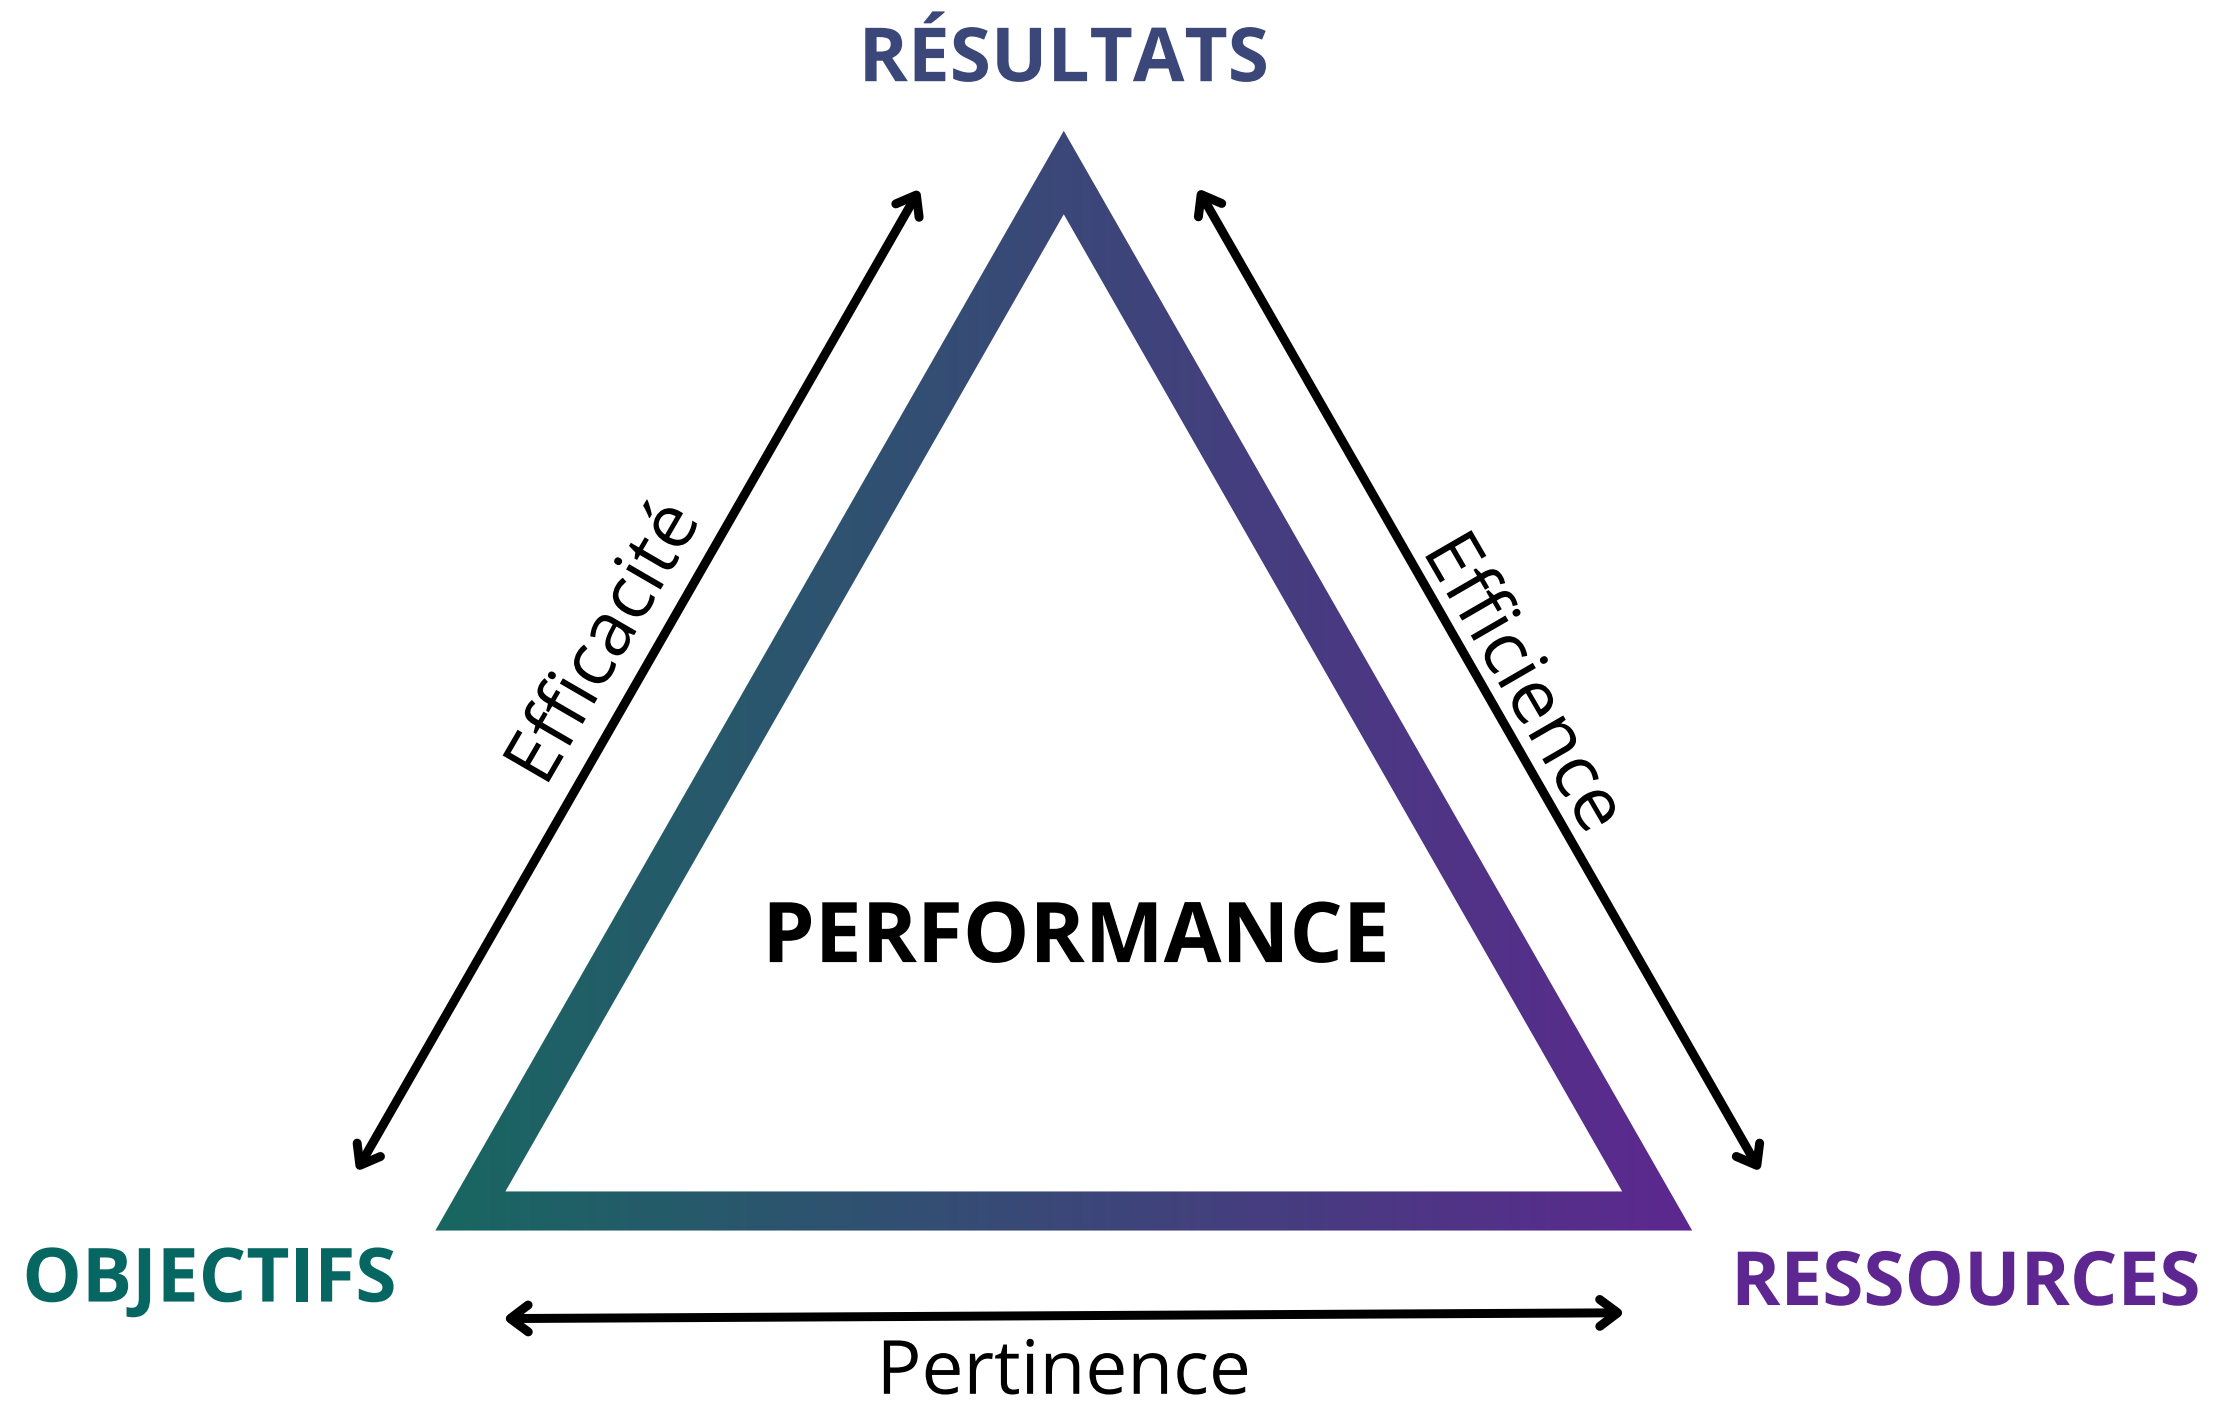 RÉSULTATS
Efficacité
Efficience
PERFORMANCE
OBJECTIFS
RESSOURCES
Pertinence